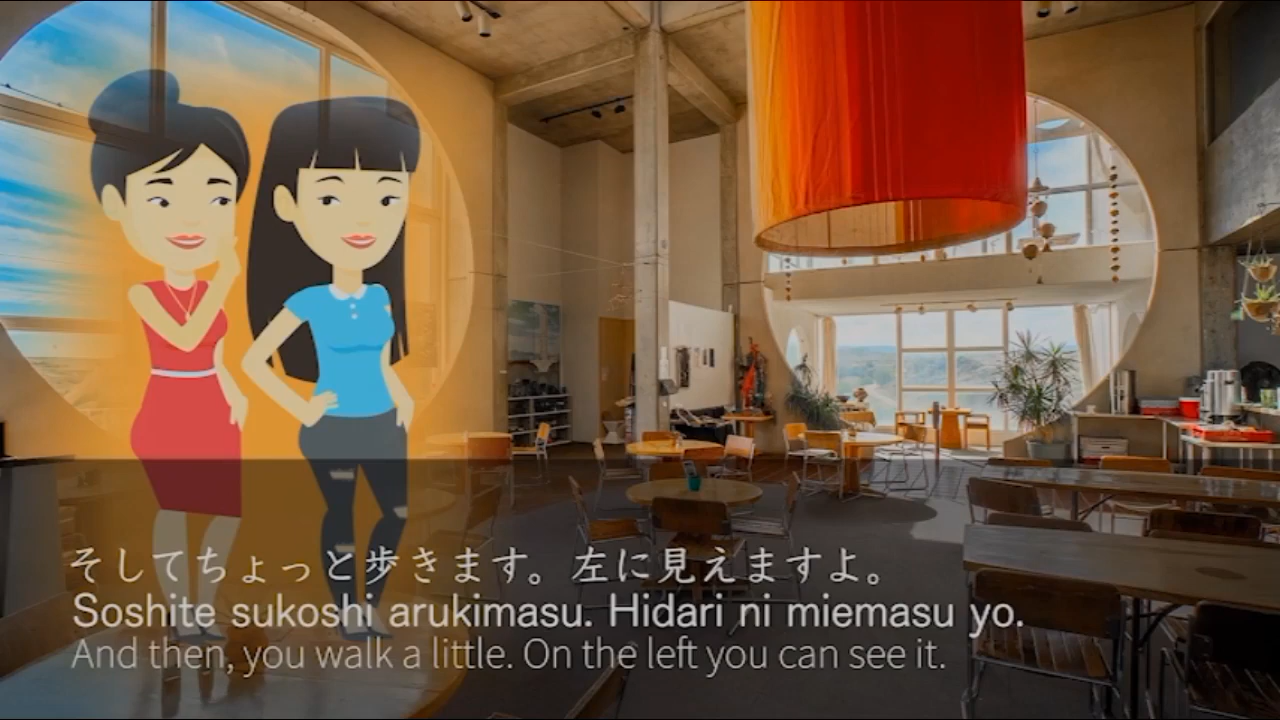 そしてちょっと歩きます。左に見えますよ。
Soshite sukoshi arukimasu. Hidari ni miemasu yo.
And then, you walk a little. On the left you can see it.